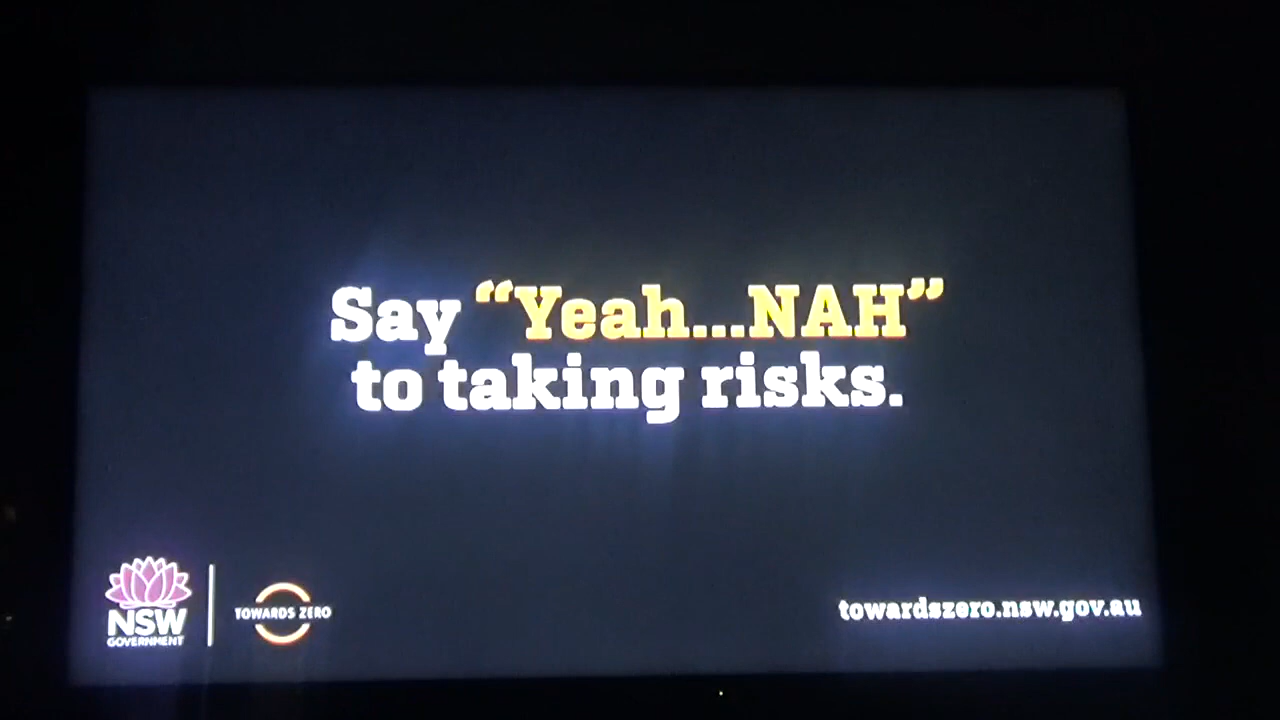 Say “Yeah...NAH”
to taking risks.
NSW
GOVERNMENT
TOWARDS ZERO
towardszero.nsw.gov.au